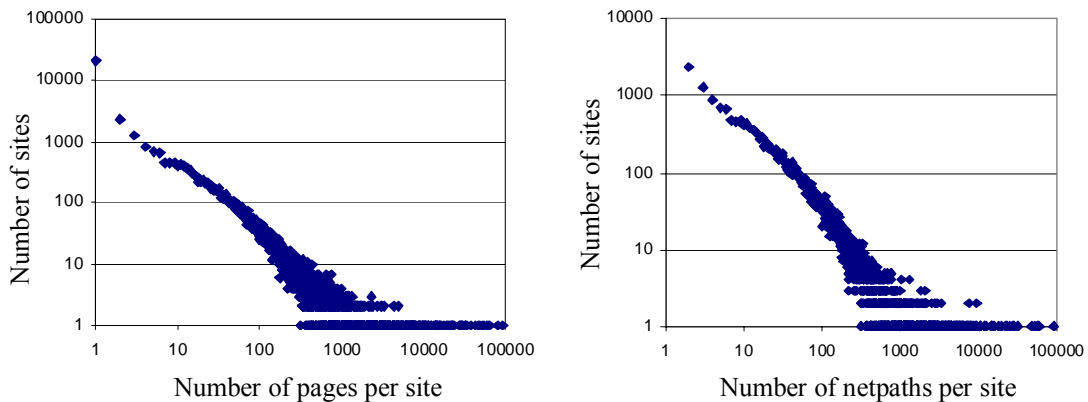 100000
10000
1000
100
10
1
1 10 100 1000 10000 100000
Number of sites
Number of pages per site
10000
1000
100
10
1
1 10 100 1000 10000 100000
Number of sites
Number of netpaths per site